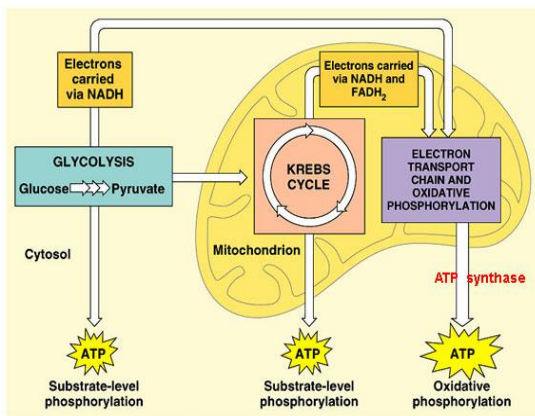 Electrons
carried
via NADH
Electrons carried
via NADH and
FADH₂
GLYCOLYSIS
Glucose Pyruvate
KREBS
CYCLE
ELECTRON
TRANSPORT
CHAIN AND
OXIDATIVE
PHOSPHORYLATION
Cytosol
Mitochondrion
ATP synthase
ATP
ATP
ATP
Substrate-level
phosphorylation
Substrate-level
phosphorylation
Oxidative
phosphorylation